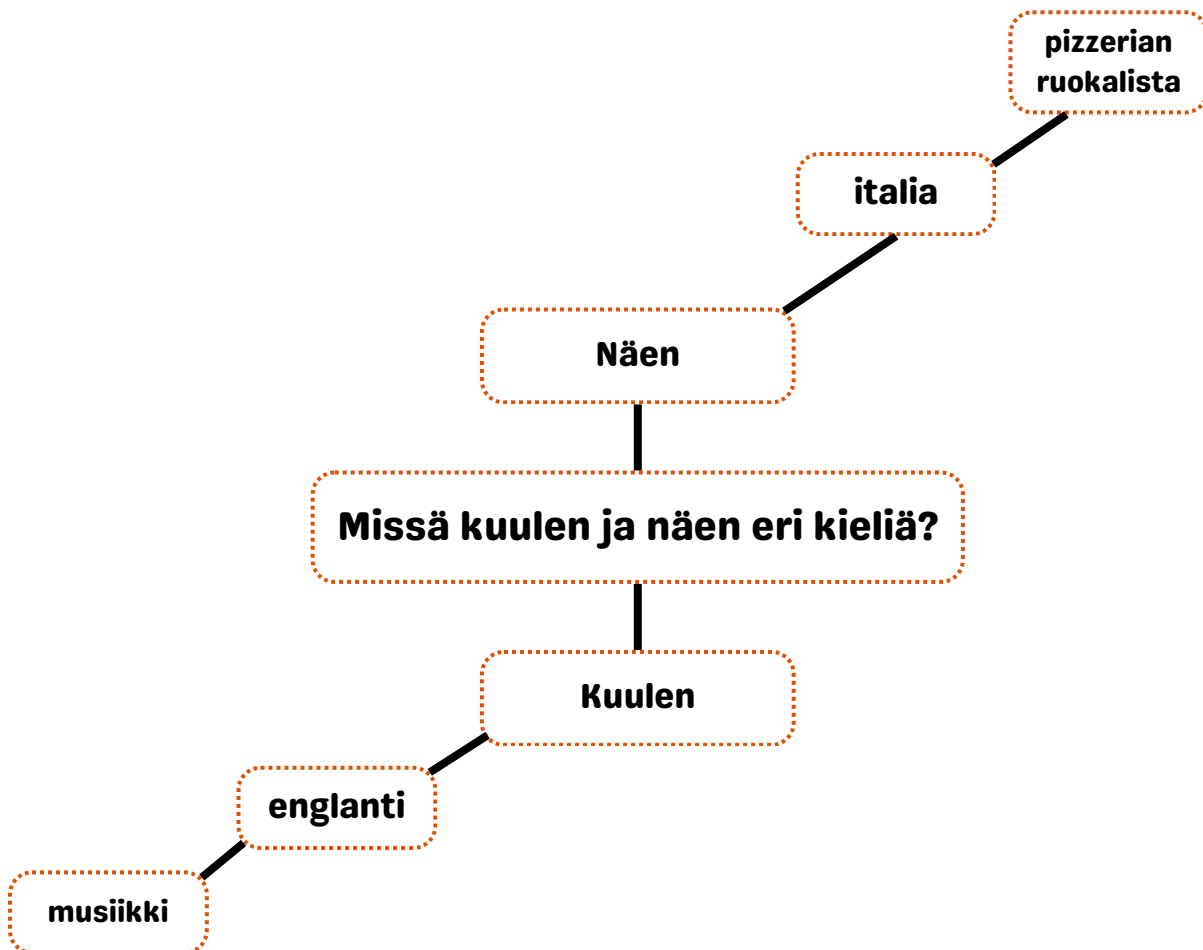 pizzerian
ruokalista
italia
Näen
Missä kuulen ja näen eri kieliä?
Kuulen
englanti
musiikki